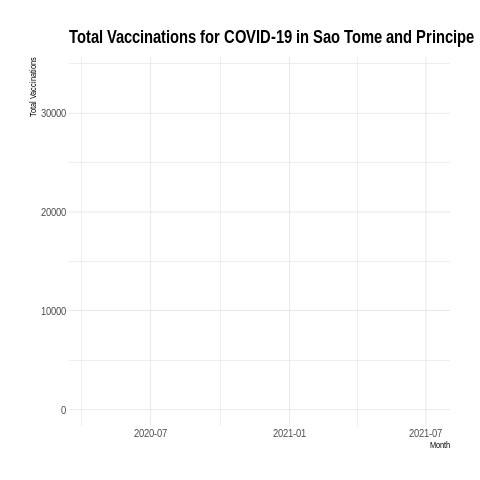 Total Vaccinations for COVID-19 in Sao Tome and Principe
Total Vaccinations
30000
20000
10000
0
2020-07 2021-01 2021-07
Month